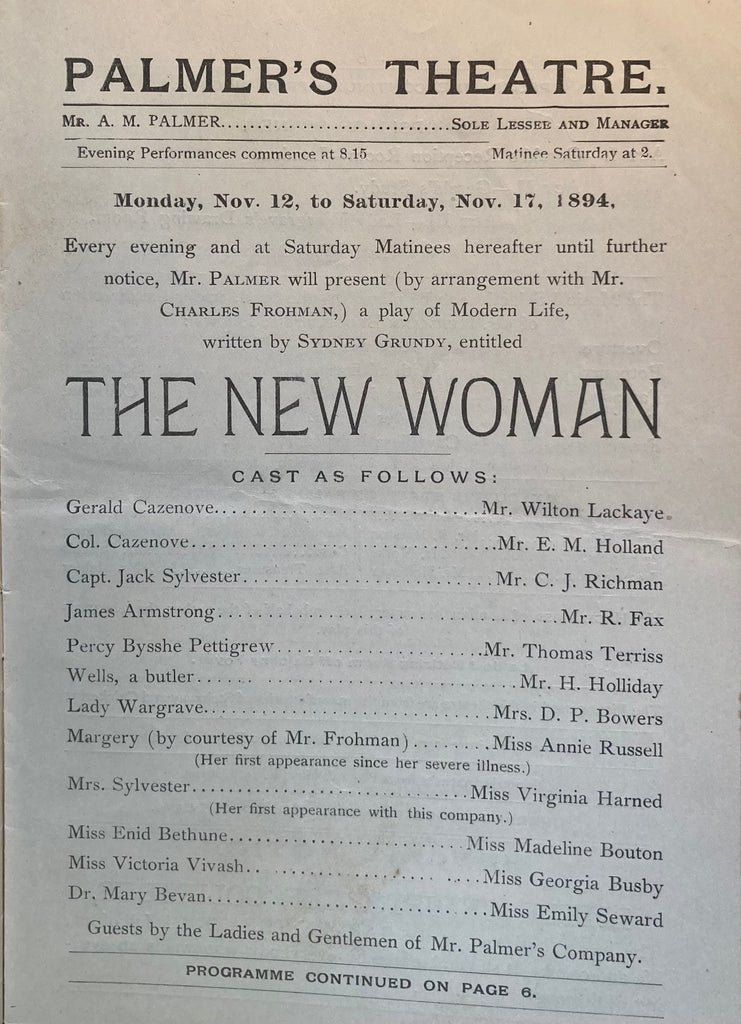 PALMER'S THEATRE.
MR. A. M. PALMER..............................SOLE LESSEE AND MANAGER
Evening Performances commence at 8.15 Matinee Saturday at 2.
Monday, Nov. 12, to Saturday, Nov. 17, 1894,
Every evening and at Saturday Matinees hereafter until further
notice, Mr. PALMER will present (by arrangement with Mr.
CHARLES FROHMAN,) a play of Modern Life,
written by SYDNEY GRUNDY, entitled
THE NEW WOMAN
CAST AS FOLLOWS:
Gerald Cazenove..........................Mr. Wilton Lackaye.
Col. Cazenove..............................Mr. E. M. Holland
Capt. Jack Sylvester........................Mr. C. J. Richman
James Armstrong................................Mr. R. Fax
Percy Bysshe Pettigrew....................Mr. Thomas Terriss
Wells, a butler..............................Mr. H. Holliday
Lady Wargrave...........................Mrs. D. P. Bowers
Margery (by courtesy of Mr. Frohman)........Miss Annie Russell
(Her first appearance since her severe illness.)
Mrs. Sylvester..........................Miss Virginia Harned
(Her first appearance with this company.)
Miss Enid Bethune......................Miss Madeline Bouton
Miss Victoria Vivash......................Miss Georgia Busby
Dr. Mary Bevan...........................Miss Emily Seward
Guests by the Ladies and Gentlemen of Mr. Palmer's Company.
PROGRAMME CONTINUED ON PAGE 6.